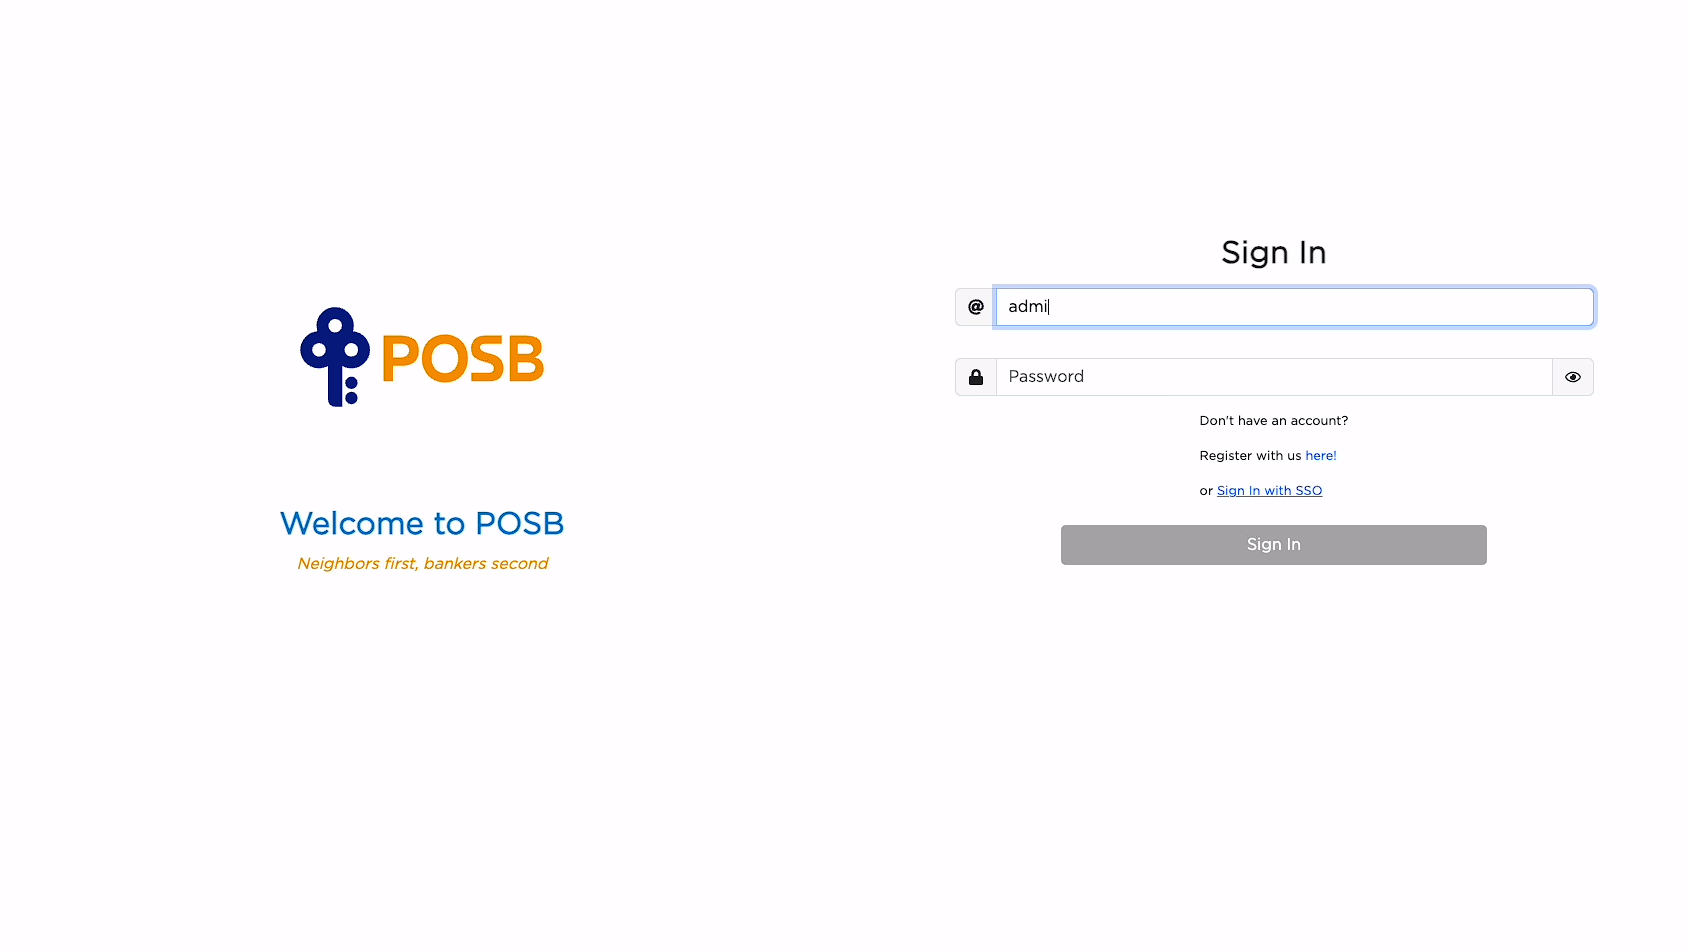 POSB
Welcome to POSB
Neighbors first, bankers second
Sign In
@ admi
Password
Don't have an account?
Register with us here!
or Sign In with SSO
Sign In